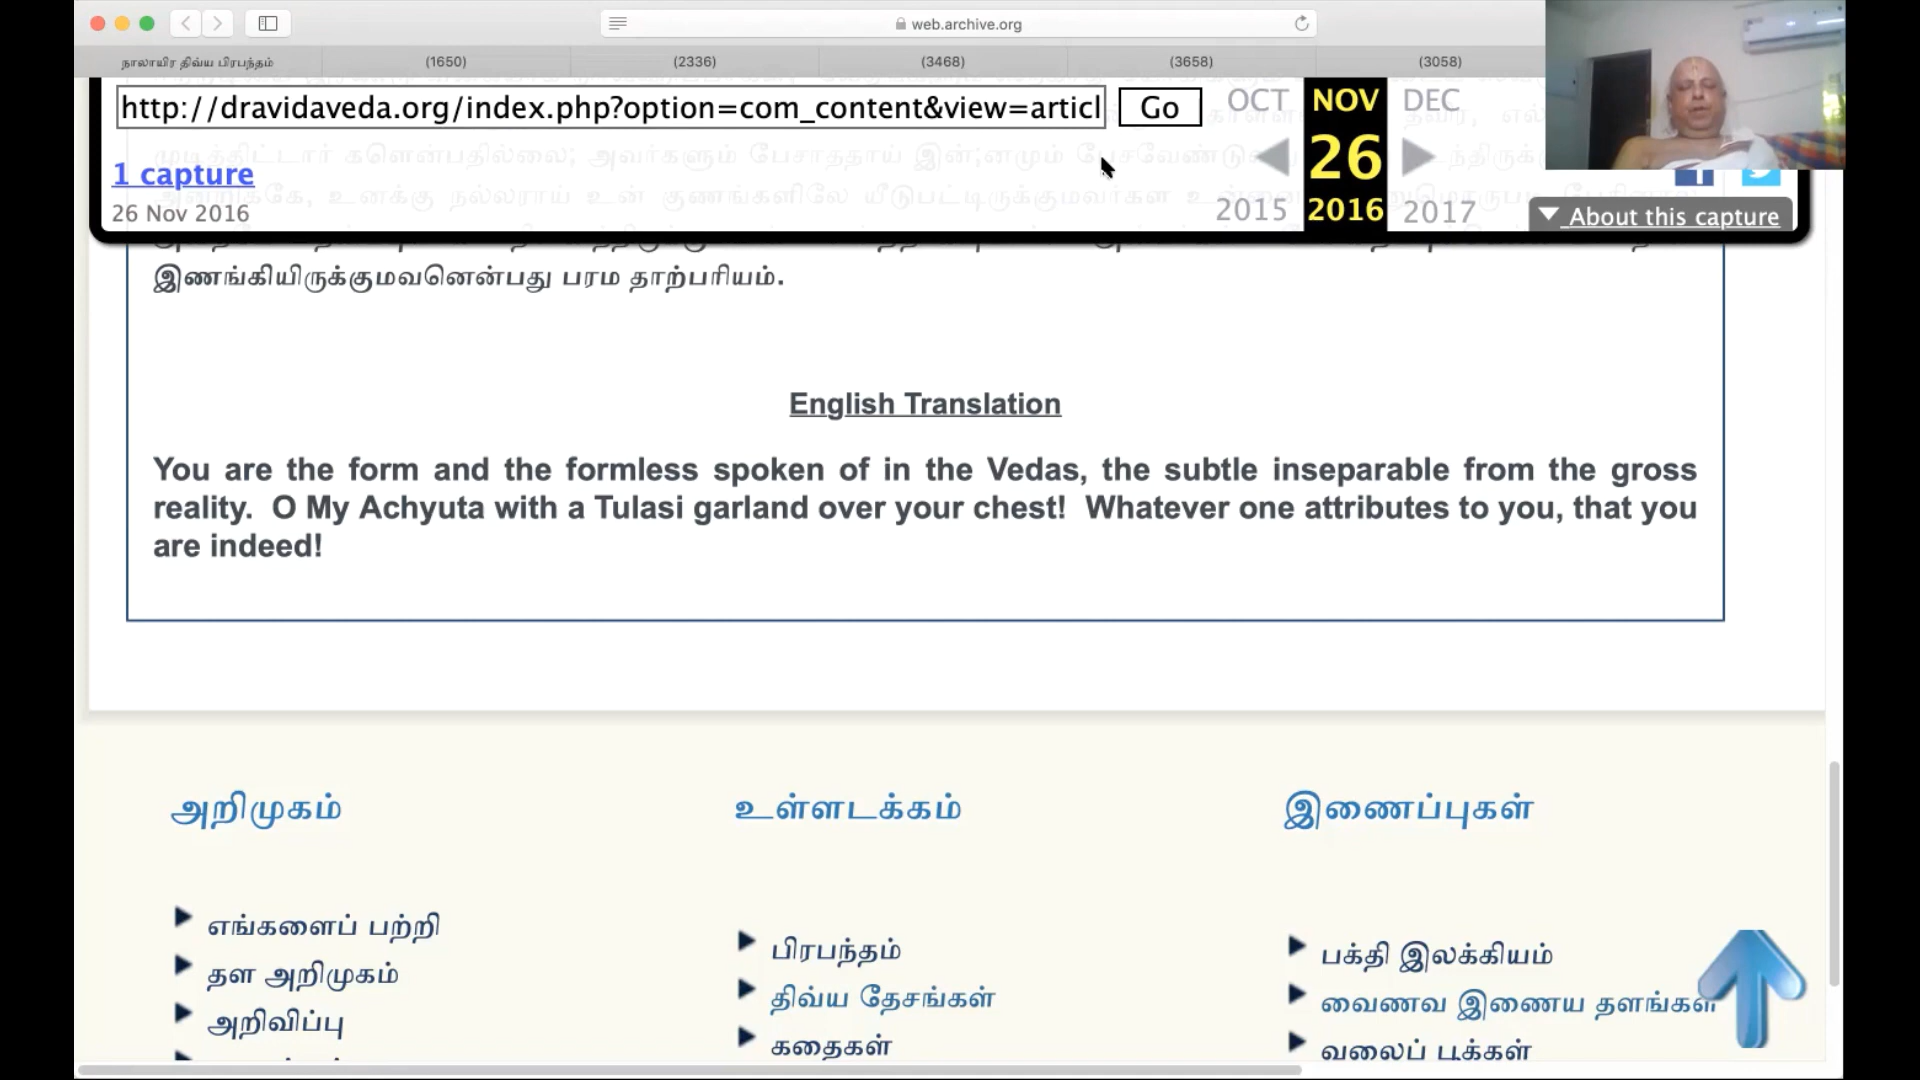 web.archive.org
நாலாயிர திவ்ய பிரபந்தம்
(1650)
(2336)
(3468)
(3658)
(3058)
http://dravidaveda.org/index.php?option=com_content&view=articl
Go
OCT
NOV
DEC
26
1 capture
26 Nov 2016
2015
2016
2017
About this capture
இணங்கியிருக்குமவனென்பது பரம தாற்பரியம்.
English Translation
You are the form and the formless spoken of in the Vedas, the subtle inseparable from the gross
reality. O My Achyuta with a Tulasi garland over your chest! Whatever one attributes to you, that you
are indeed!
அறிமுகம்
உள்ளடக்கம்
இணைப்புகள்
எங்களைப் பற்றி
தள அறிமுகம்
அறிவிப்பு
பிரபந்தம்
திவ்ய தேசங்கள்
கதைகள்
பக்தி இலக்கியம்
வைணவ இணைய தளங்கள்
வலைப் பூக்கள்